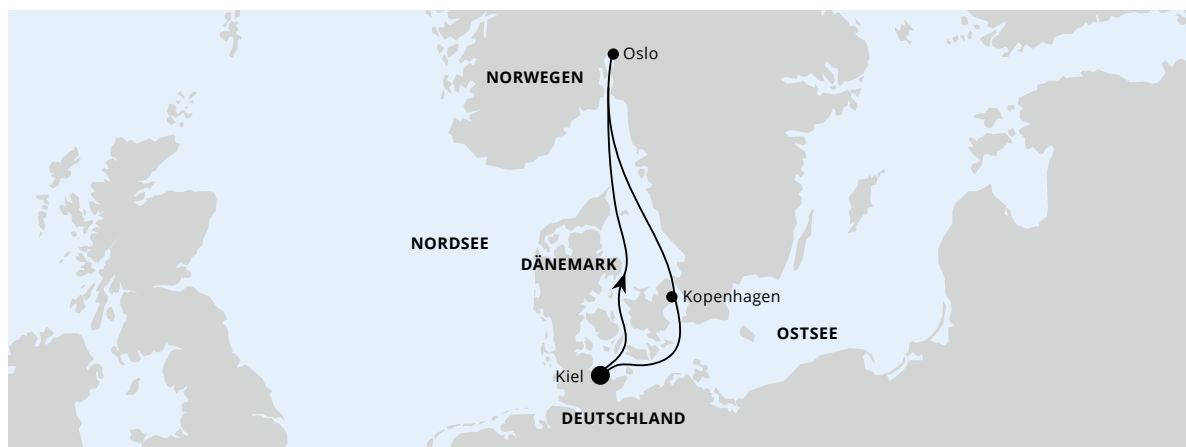 Oslo
NORWEGEN
NORDSEE
DÄNEMARK
Kopenhagen
OSTSEE
Kiel
DEUTSCHLAND